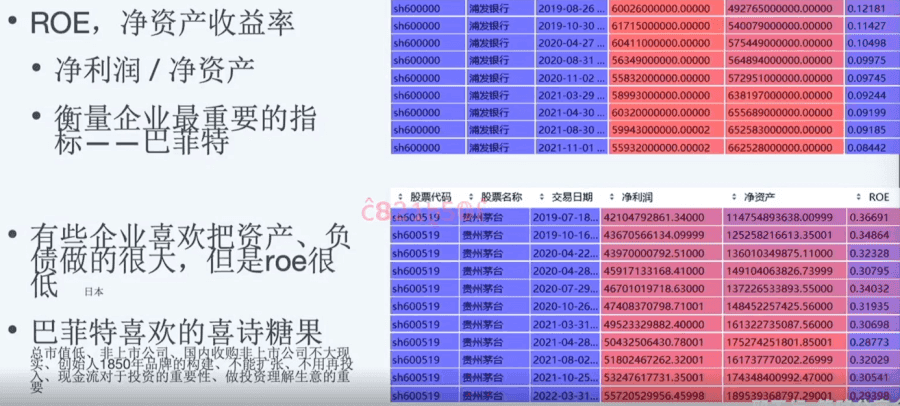 ROE，净资产收益率
净利润 / 净资产
衡量企业最重要的指
标——巴菲特
有些企业喜欢把资产、负
债做的很大，但是roe很
低 日本
巴菲特喜欢的喜诗糖果
总市值低、非上市公司、国内收购非上市公司不大现
实、创始人1850年品牌的构建、不能扩张、不用再投
入、现金流对于投资的重要性、做投资理解生意的重
要
sh600000 浦发银行 2019-08-26 ... 60026000000.00000 492765000000.00000 0.12181
sh600000 浦发银行 2019-10-30 ... 61715000000.00000 540079000000.00000 0.11427
sh600000 浦发银行 2020-04-27 ... 60411000000.00000 575449000000.00000 0.10498
sh600000 浦发银行 2020-08-31 ... 56349000000.00000 564894000000.00000 0.09975
sh600000 浦发银行 2020-11-02 ... 55832000000.00000 572951000000.00000 0.09745
sh600000 浦发银行 2021-03-29 ... 58993000000.00000 638197000000.00000 0.09244
sh600000 浦发银行 2021-04-30 ... 60320000000.00000 655689000000.00000 0.09199
sh600000 浦发银行 2021-08-30 ... 59943000000.00002 652583000000.00000 0.09185
sh600000 浦发银行 2021-11-01 ... 55932000000.00002 662528000000.00000 0.08442
股票代码 股票名称 交易日期 净利润 净资产 ROE
sh600519 贵州茅台 2019-07-18... 42104792861.34000 114754893638.00999 0.36691
sh600519 贵州茅台 2019-10-16... 43670566134.09999 125258216613.35001 0.34864
sh600519 贵州茅台 2020-04-22... 43970000792.51000 136010349875.11000 0.32328
sh600519 贵州茅台 2020-04-28... 45917133168.41000 149104063826.73999 0.30795
sh600519 贵州茅台 2020-07-29... 46701019718.63000 137226533893.55000 0.34032
sh600519 贵州茅台 2020-10-26... 47408370798.71001 148452257425.56000 0.31935
sh600519 贵州茅台 2021-03-31... 49523329882.40000 161322735087.56000 0.30698
sh600519 贵州茅台 2021-04-28... 50432506430.78001 175274251801.85001 0.28773
sh600519 贵州茅台 2021-08-02... 51802467262.32000 161737770202.26999 0.32029
sh600519 贵州茅台 2021-10-25... 53247617731.35001 174348400992.47000 0.30541
sh600519 贵州茅台 2022-03-31... 55720529956.45998 189539368797.29001 0.29398